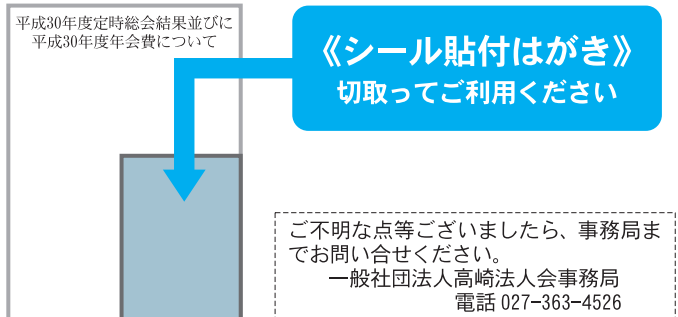 平成30年度定時総会結果並びに
平成30年度年会費について
《シール貼付はがき》
切取ってご利用ください
ご不明な点等ございましたら、事務局ま
でお問い合せください。
一般社団法人高崎法人会事務局
電話 027-363-4526